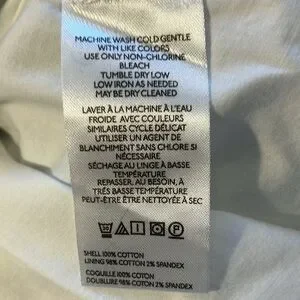 MACHINE WASH COLD GENTLE
WITH LIKE COLORS
USE ONLY NON-CHLORINE
BLEACH
TUMBLE DRY LOW
LOW IRON AS NEEDED
MAY BE DRY CLEANED
LAVER À LA MACHINE À L'EAU
FROIDE AVEC COULEURS
SIMILAIRES CYCLE DÉLICAT
UTILISER UN AGENT DE
BLANCHIMENT SANS CHLORE SI
NÉCESSAIRE
SÉCHAGE AU LINGE À BASSE
TEMPÉRATURE
REPASSER, AU BESOIN, À
TRÈS BASSE TEMPÉRATURE
PEUT-ÊTRE ÊTRE NETTOYÉE À SEC
SHELL 100% COTTON
LINING 98% COTTON 2% SPANDEX
COQUILLE 100% COTON
DOUBLURE 98% COTON 2% SPANDEX